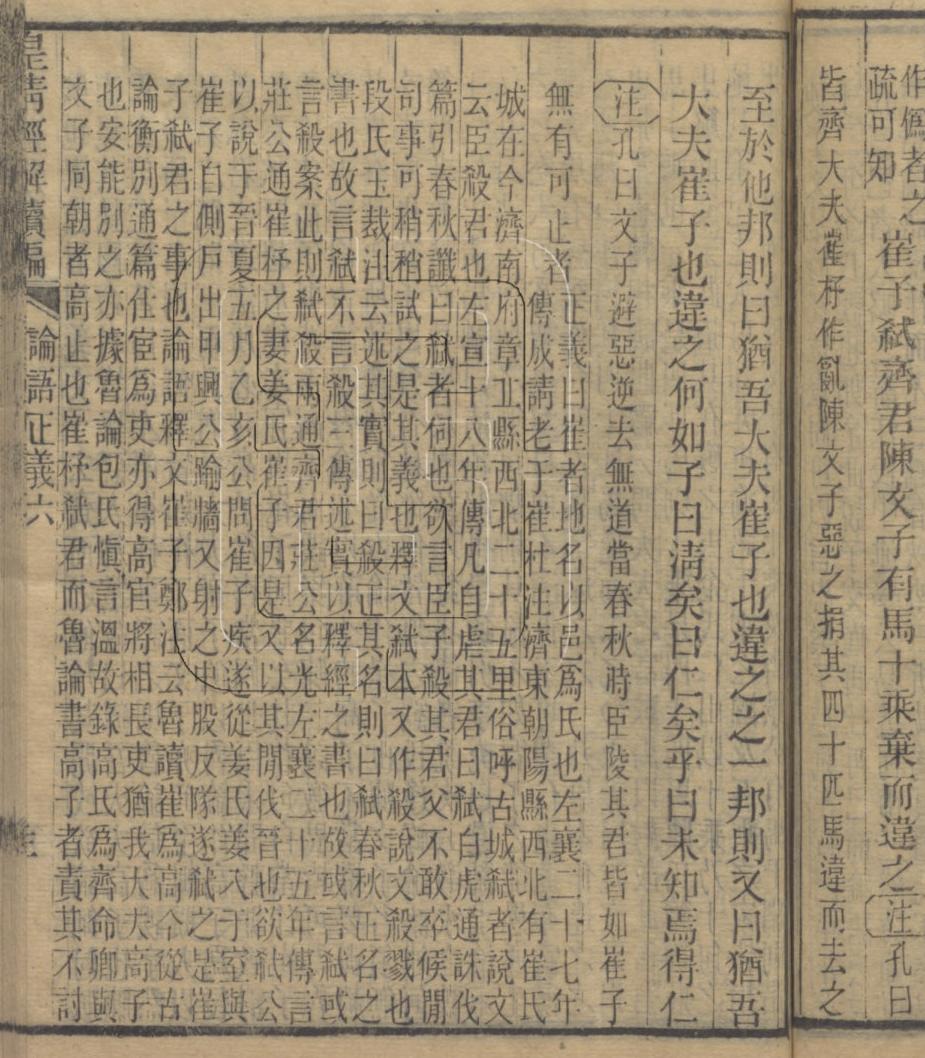 作僞者之
疏可知
崔子弒齊君陳文子有馬十乘棄而違之注孔曰
皆齊大夫崔杼作亂陳文子惡之捐其四十匹馬違而去之
至於他邦則曰猶吾大夫崔子也違之之一邦則又曰猶吾
大夫崔子也違之何如子曰淸矣曰仁矣乎曰未知焉得仁
注孔曰文子避惡逆去無道當春秋時臣陵其君皆如崔子
無有可止者
正義曰崔者地名以邑爲氏也左襄二十七年
傳成請老于崔杜注濟東朝陽縣西北有崔氏
城在今濟南府章丘縣西北二十五里俗呼古城弒者說文
云臣殺君也左宣十八年傳凡自虐其君曰弒白虎通誅伐
篇引春秋讖曰弒者伺也欲言臣子殺其君父不敢卒候閒
司事可稍稍試之是其義也釋文弒本又作殺說文殺戮也
段氏玉裁注云述其實則曰殺正其名則曰弒春秋正名之
書也故言弒不言殺三傳述實以釋經之書也故或言弒或
言殺案此則弒殺兩通齊君莊公名光左襄二十五年傳言
莊公通崔杼之妻姜氏崔子因是又以其閒伐晉也欲弒公
以說于晉夏五月乙亥公問崔子疾遂從姜氏姜入于室與
崔子自側戶出甲興公踰牆又射之中股反隊遂弒之是崔
子弒君之事也論語釋文崔子鄭注云魯讀崔爲高今從古
論衡別通篇仕宦爲吏亦得高官將相長吏猶我大夫高子
也安能別之亦據魯論包氏愼言溫故錄高氏爲齊命卿與
文子同朝者高止也崔杼弒君而魯論書高子者責其不討
皇淸經解續編
論語正義六